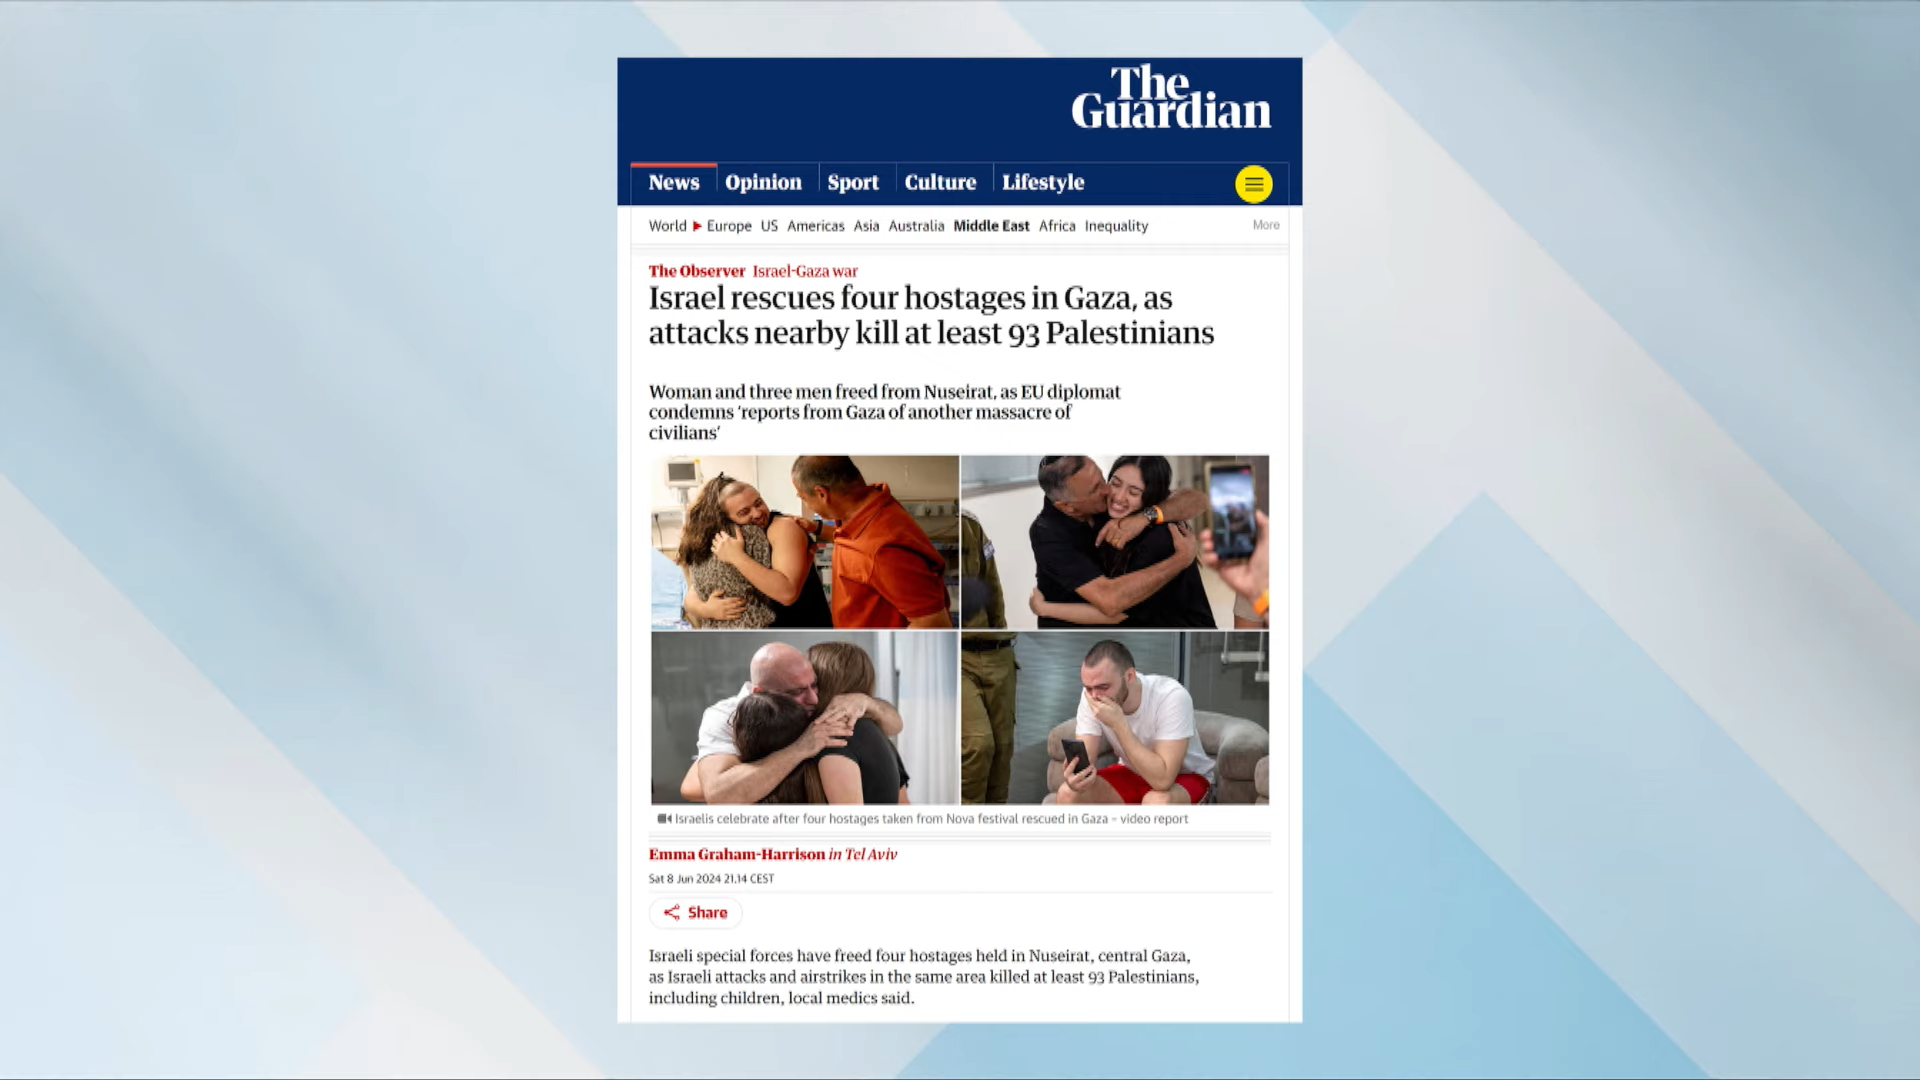 The
Guardian
News Opinion Sport Culture Lifestyle
World Europe US Americas Asia Australia Middle East Africa Inequality More
The Observer Israel-Gaza war
Israel rescues four hostages in Gaza, as
attacks nearby kill at least 93 Palestinians
Woman and three men freed from Nuseirat, as EU diplomat
condemns ‘reports from Gaza of another massacre of
civilians’
Israelis celebrate after four hostages taken from Nova festival rescued in Gaza – video report
Emma Graham-Harrison in Tel Aviv
Sat 8 Jun 2024 21.14 CEST
Share
Israeli special forces have freed four hostages held in Nuseirat, central Gaza,
as Israeli attacks and airstrikes in the same area killed at least 93 Palestinians,
including children, local medics said.